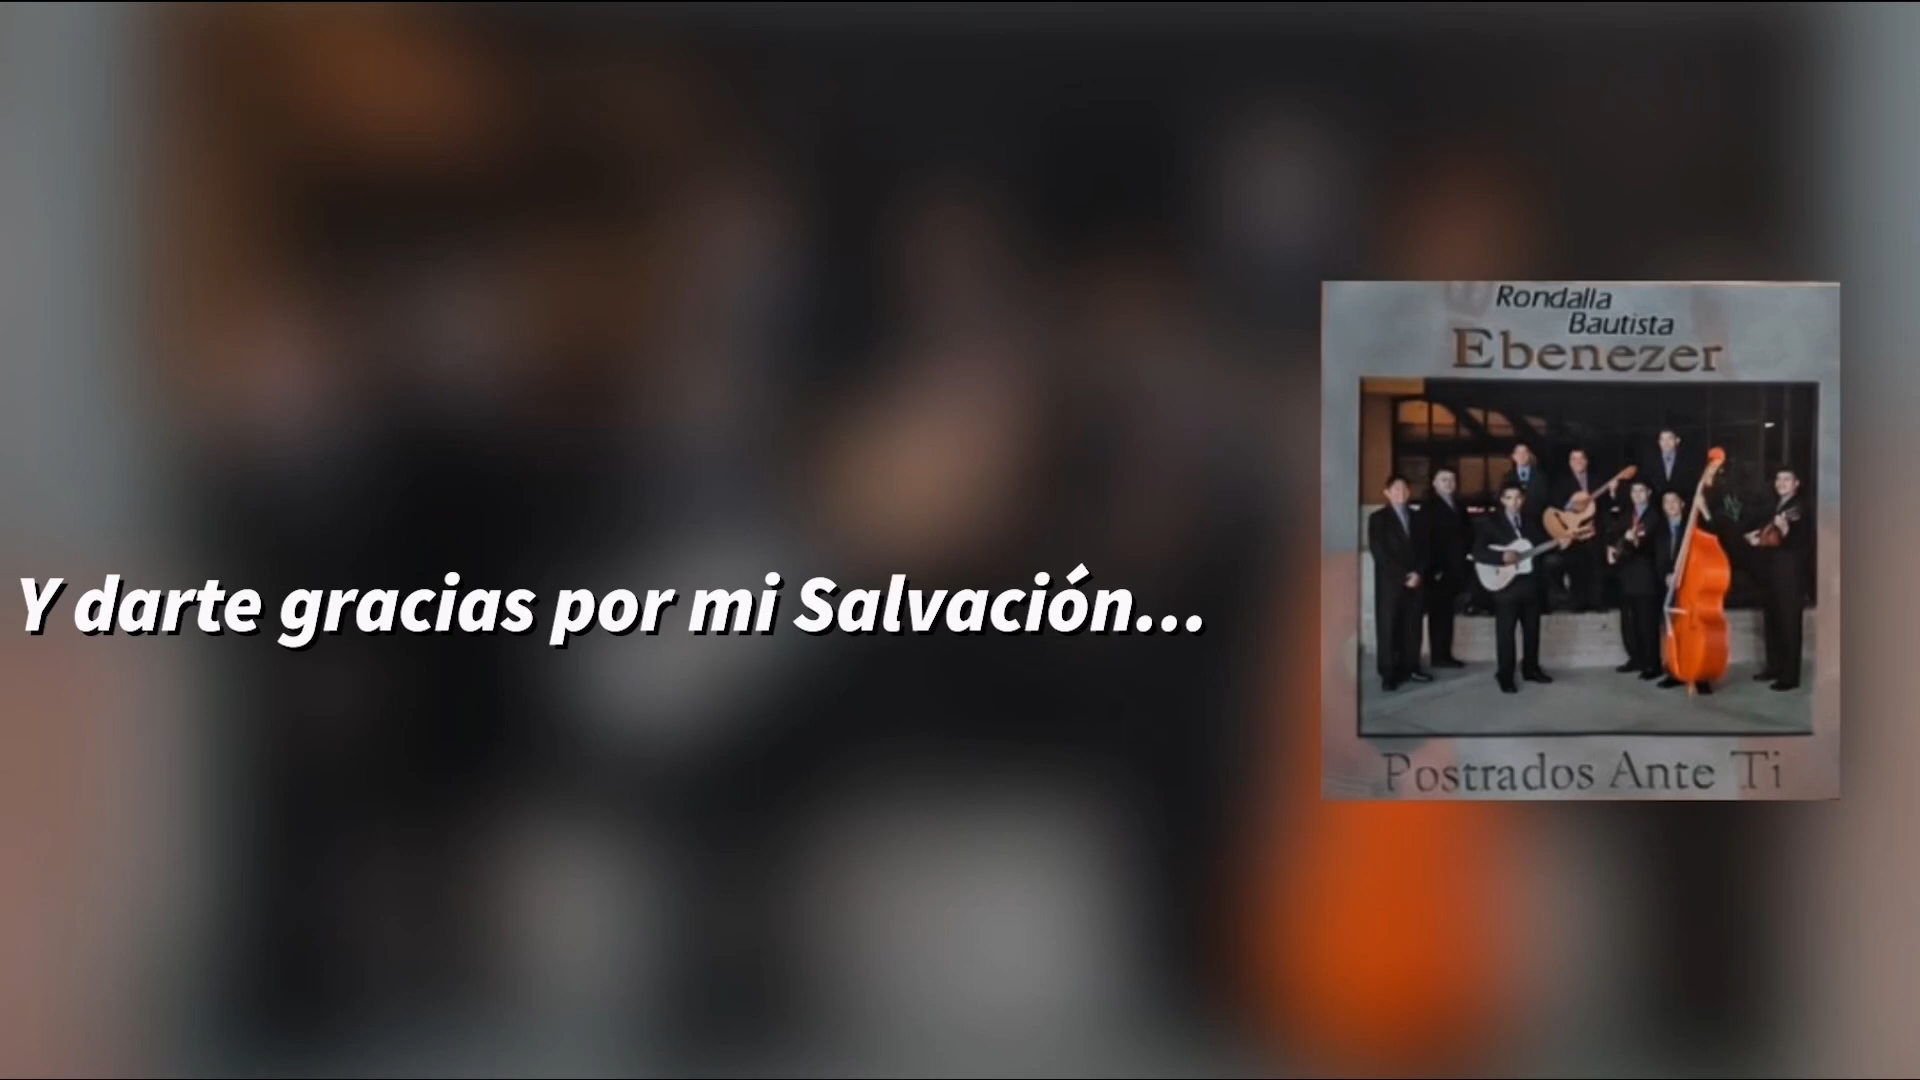 Rondalla
Bautista
Ebenezer
Y darte gracias por mi Salvación...
Postrados Ante Ti